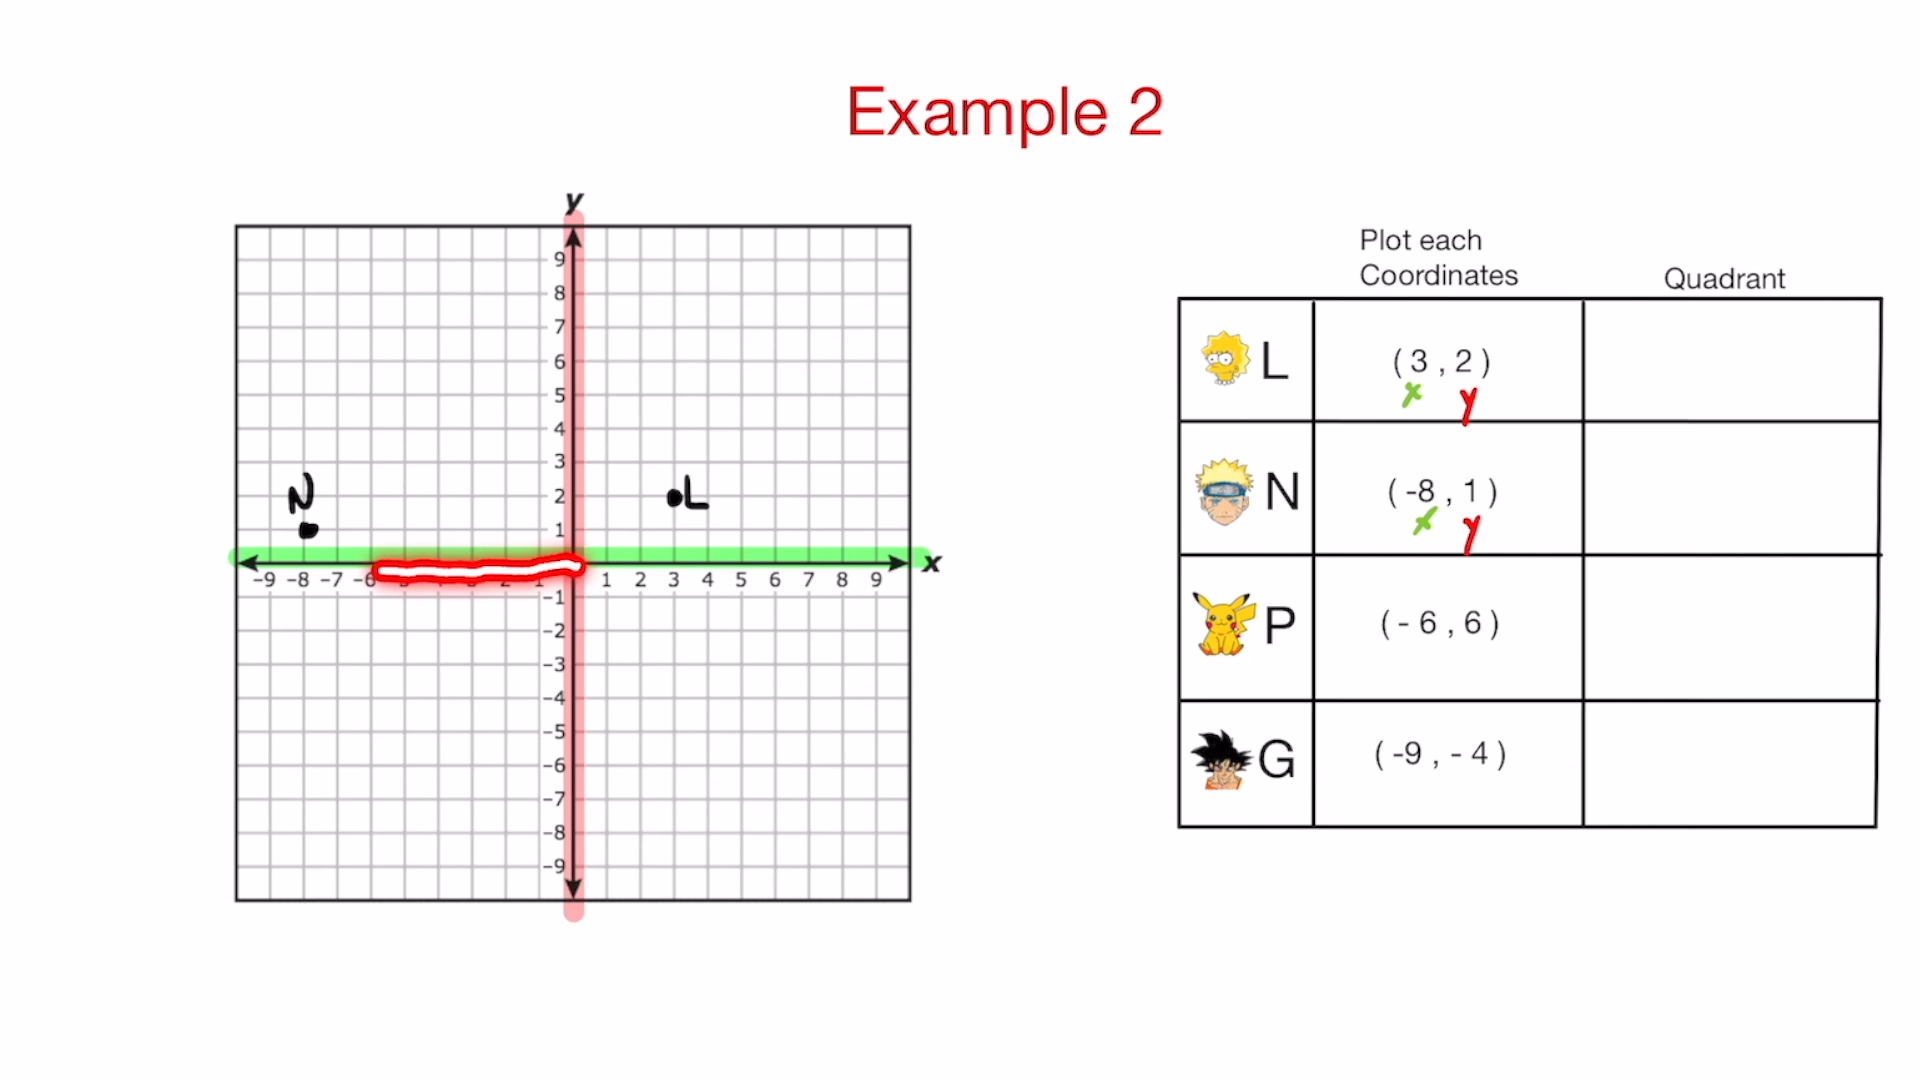 Example 2
y
9
8
7
6
5
4
3
2
1
N
L
x
-9 -8 -7 -6 1 2 3 4 5 6 7 8 9
-1
-2
-3
-4
-5
-6
-7
-8
-9
Plot each
Coordinates
Quadrant
L (3 , 2)
x y
N (-8 , 1)
x y
P (- 6 , 6)
G (-9 , - 4)